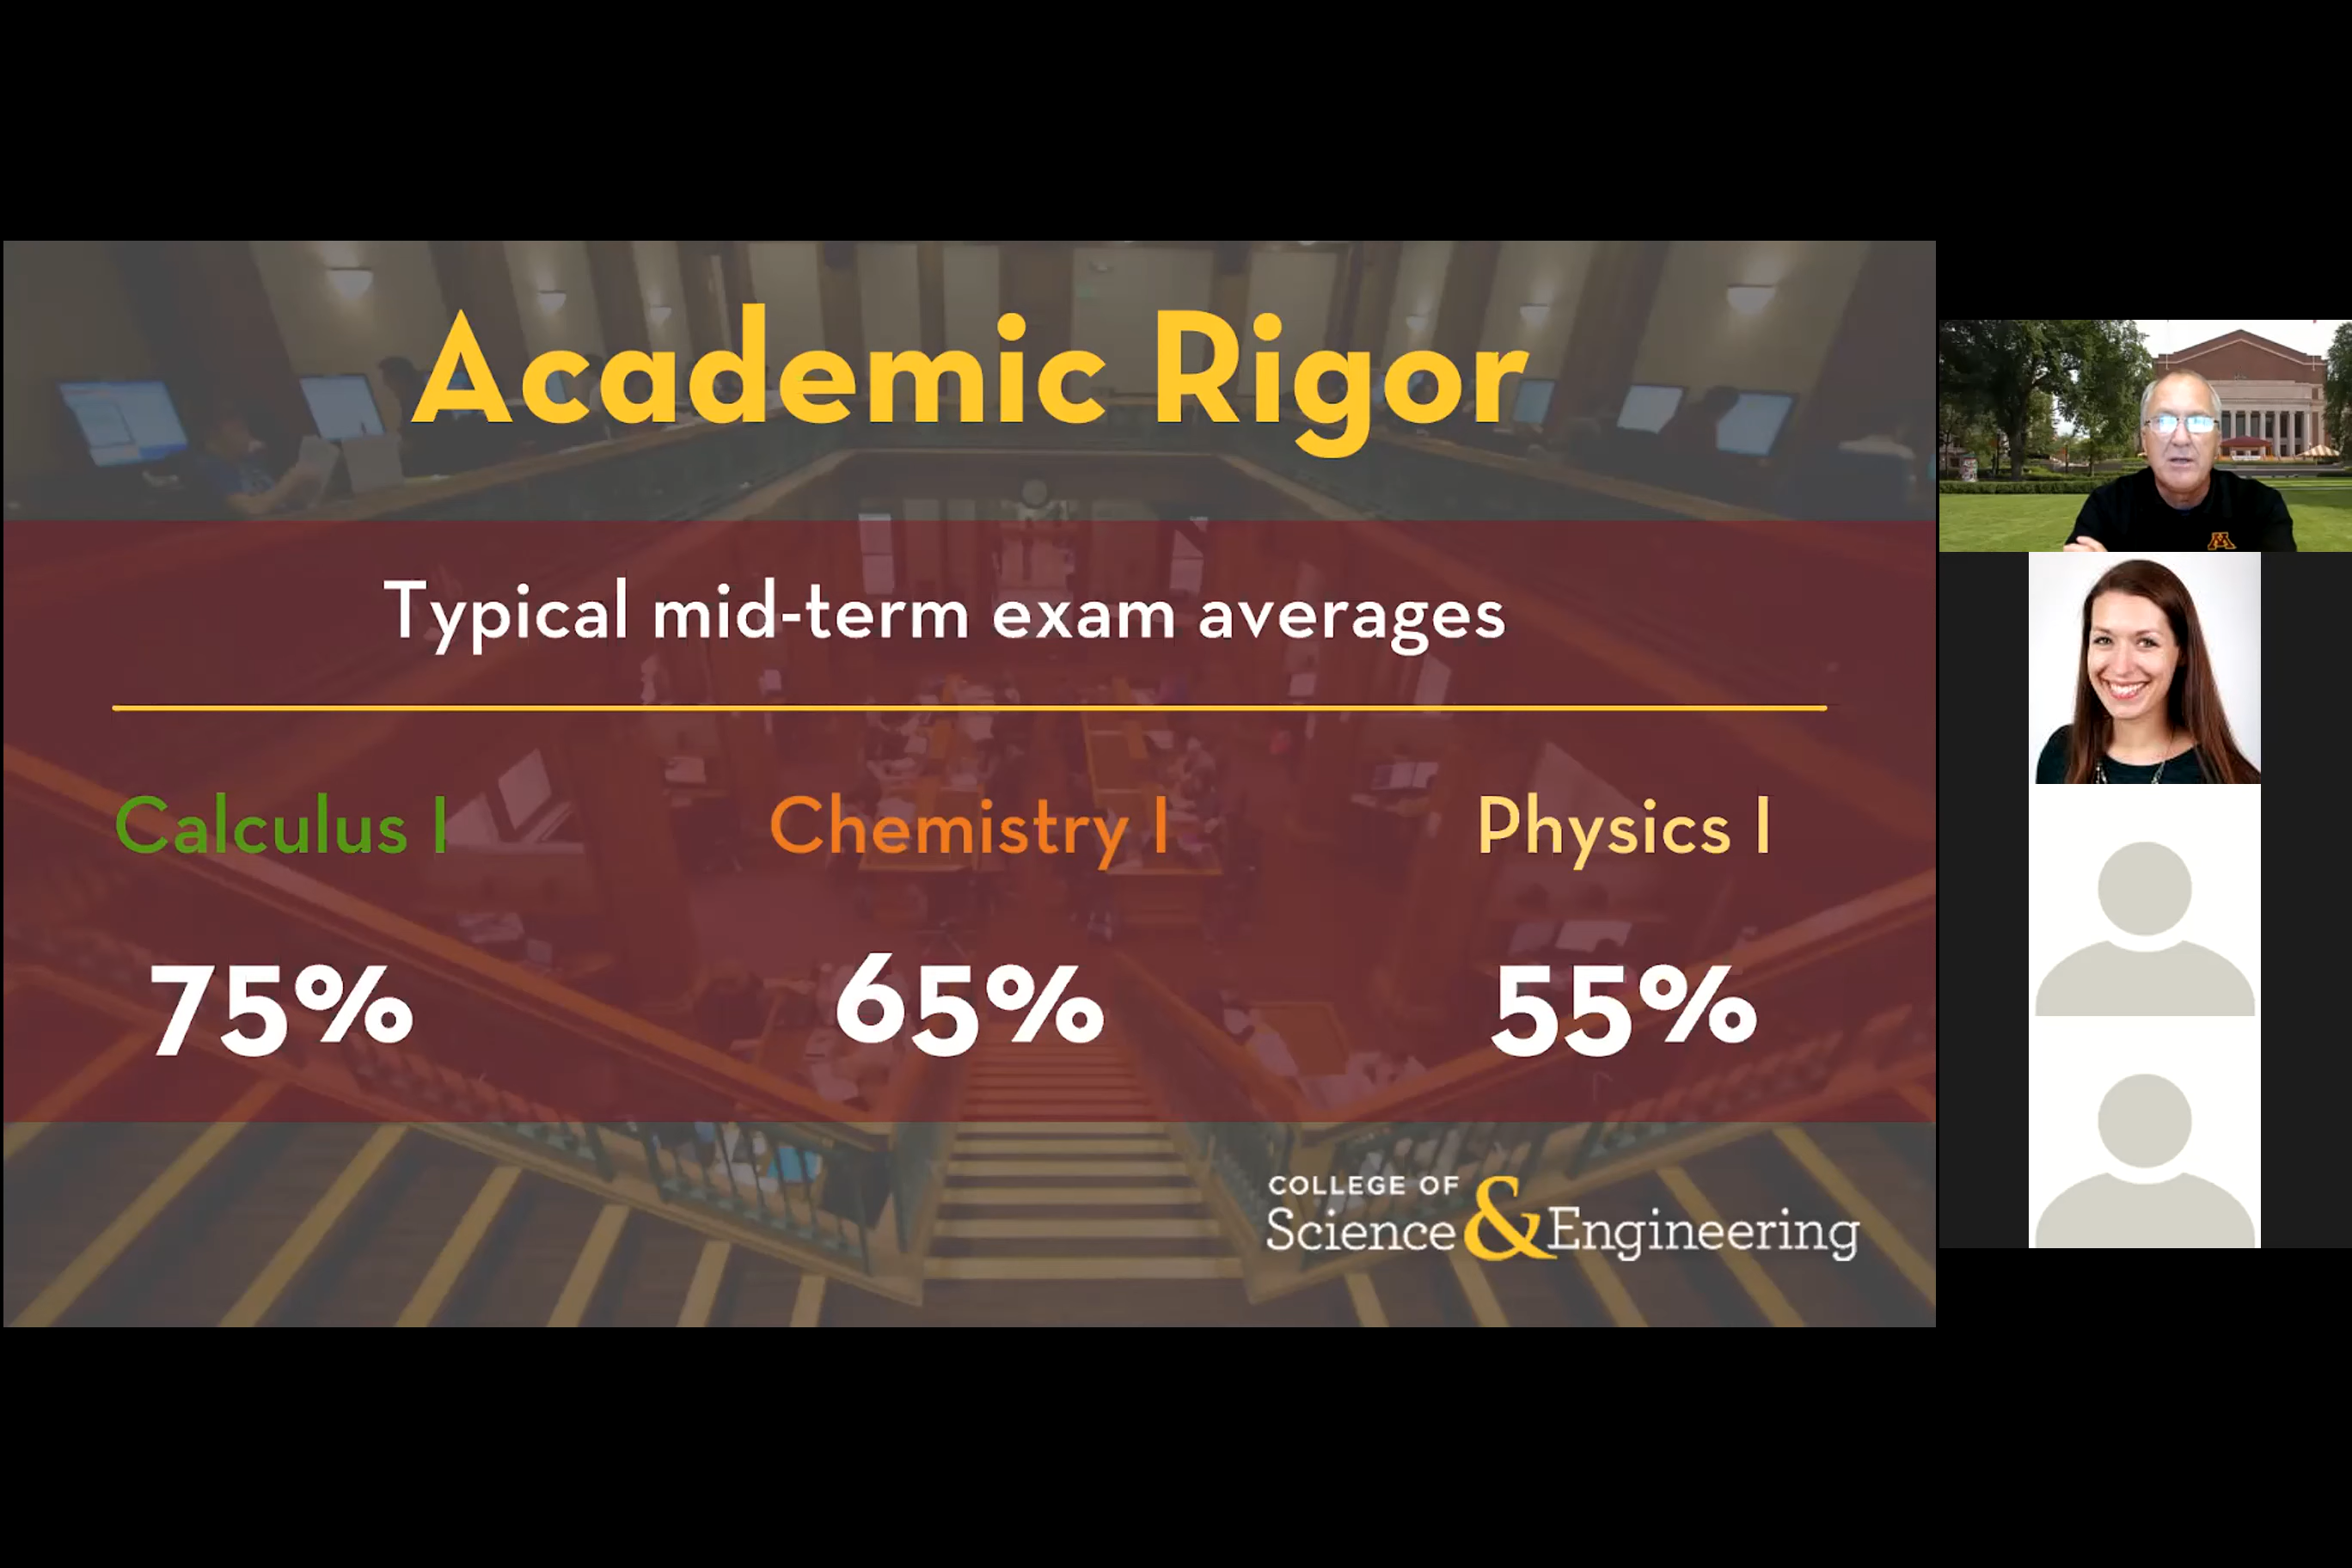 Academic Rigor
Typical mid-term exam averages
Calculus I
Chemistry I
Physics I
75%
65%
55%
COLLEGE OF
Science & Engineering
M